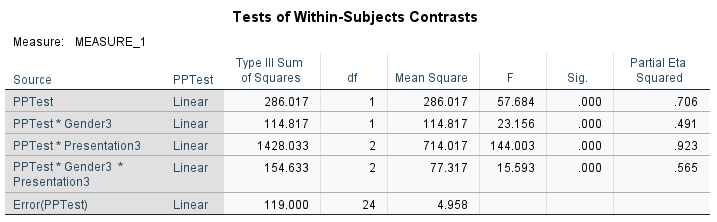 Tests of Within-Subjects Contrasts
Measure: MEASURE_1
Source PPTest Type III Sum of Squares df Mean Square F Sig. Partial Eta Squared
PPTest Linear 286.017 1 286.017 57.684 .000 .706
PPTest * Gender3 Linear 114.817 1 114.817 23.156 .000 .491
PPTest * Presentation3 Linear 1428.033 2 714.017 144.003 .000 .923
PPTest * Gender3 * Presentation3 Linear 154.633 2 77.317 15.593 .000 .565
Error(PPTest) Linear 119.000 24 4.958